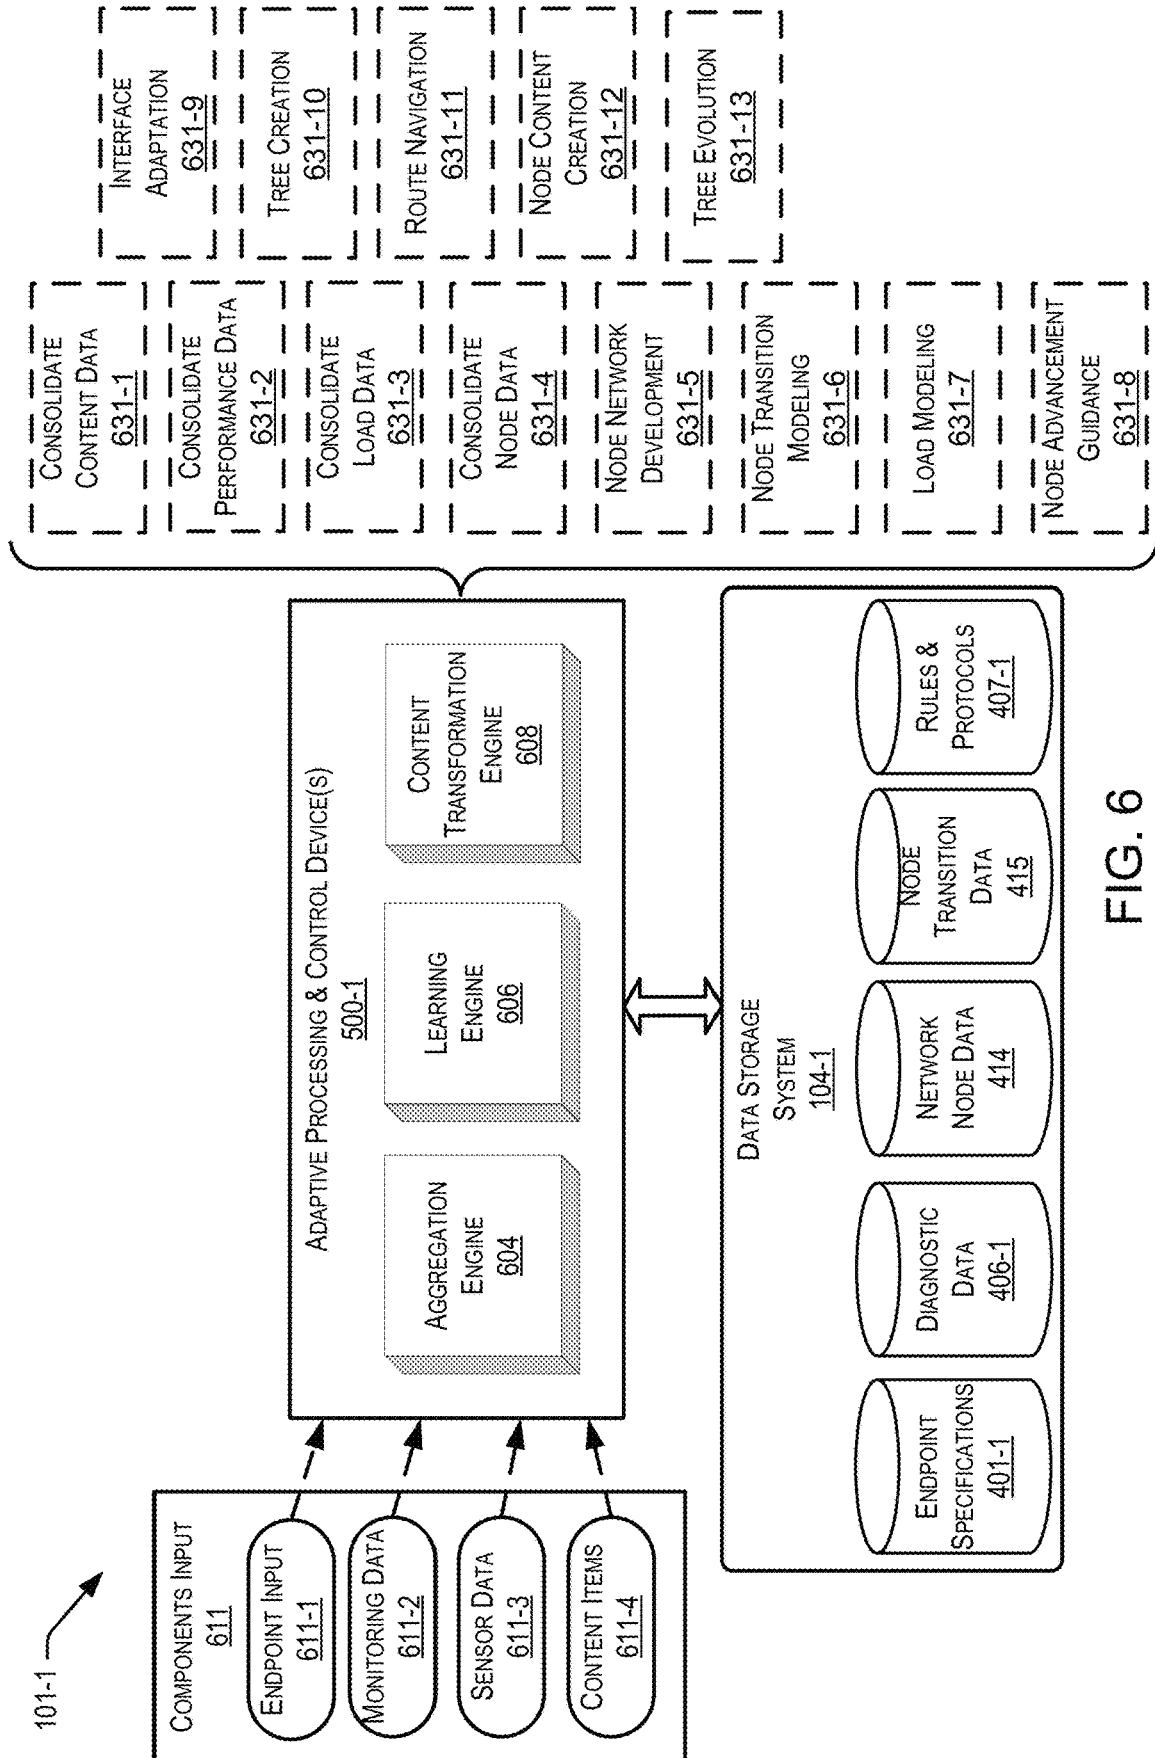 101-1
COMPONENTS INPUT
611
ENDPOINT INPUT
611-1
MONITORING DATA
611-2
SENSOR DATA
611-3
CONTENT ITEMS
611-4
ADAPTIVE PROCESSING & CONTROL DEVICE(S)
500-1
AGGREGATION
ENGINE
604
LEARNING
ENGINE
606
CONTENT
TRANSFORMATION
ENGINE
608
DATA STORAGE
SYSTEM
104-1
ENDPOINT
SPECIFICATIONS
401-1
DIAGNOSTIC
DATA
406-1
NETWORK
NODE DATA
414
NODE
TRANSITION
DATA
415
RULES &
PROTOCOLS
407-1
CONSOLIDATE
CONTENT DATA
631-1
CONSOLIDATE
PERFORMANCE DATA
631-2
CONSOLIDATE
LOAD DATA
631-3
CONSOLIDATE
NODE DATA
631-4
NODE NETWORK
DEVELOPMENT
631-5
NODE TRANSITION
MODELING
631-6
LOAD MODELING
631-7
NODE ADVANCEMENT
GUIDANCE
631-8
INTERFACE
ADAPTATION
631-9
TREE CREATION
631-10
ROUTE NAVIGATION
631-11
NODE CONTENT
CREATION
631-12
TREE EVOLUTION
631-13
FIG. 6